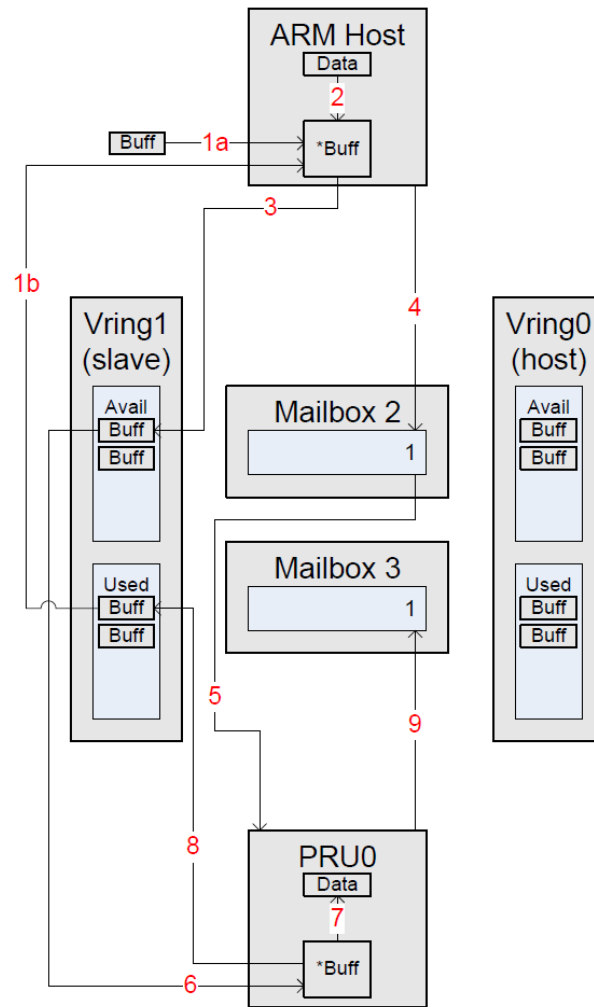 ARM Host
Data
2
Buff
1a
*Buff
3
1b
4
Vring1
(slave)
Vring0
(host)
Avail
Buff
Buff
Mailbox 2
1
Avail
Buff
Buff
Used
Buff
Buff
Mailbox 3
1
Used
Buff
Buff
5
9
8
PRU0
Data
7
*Buff
6